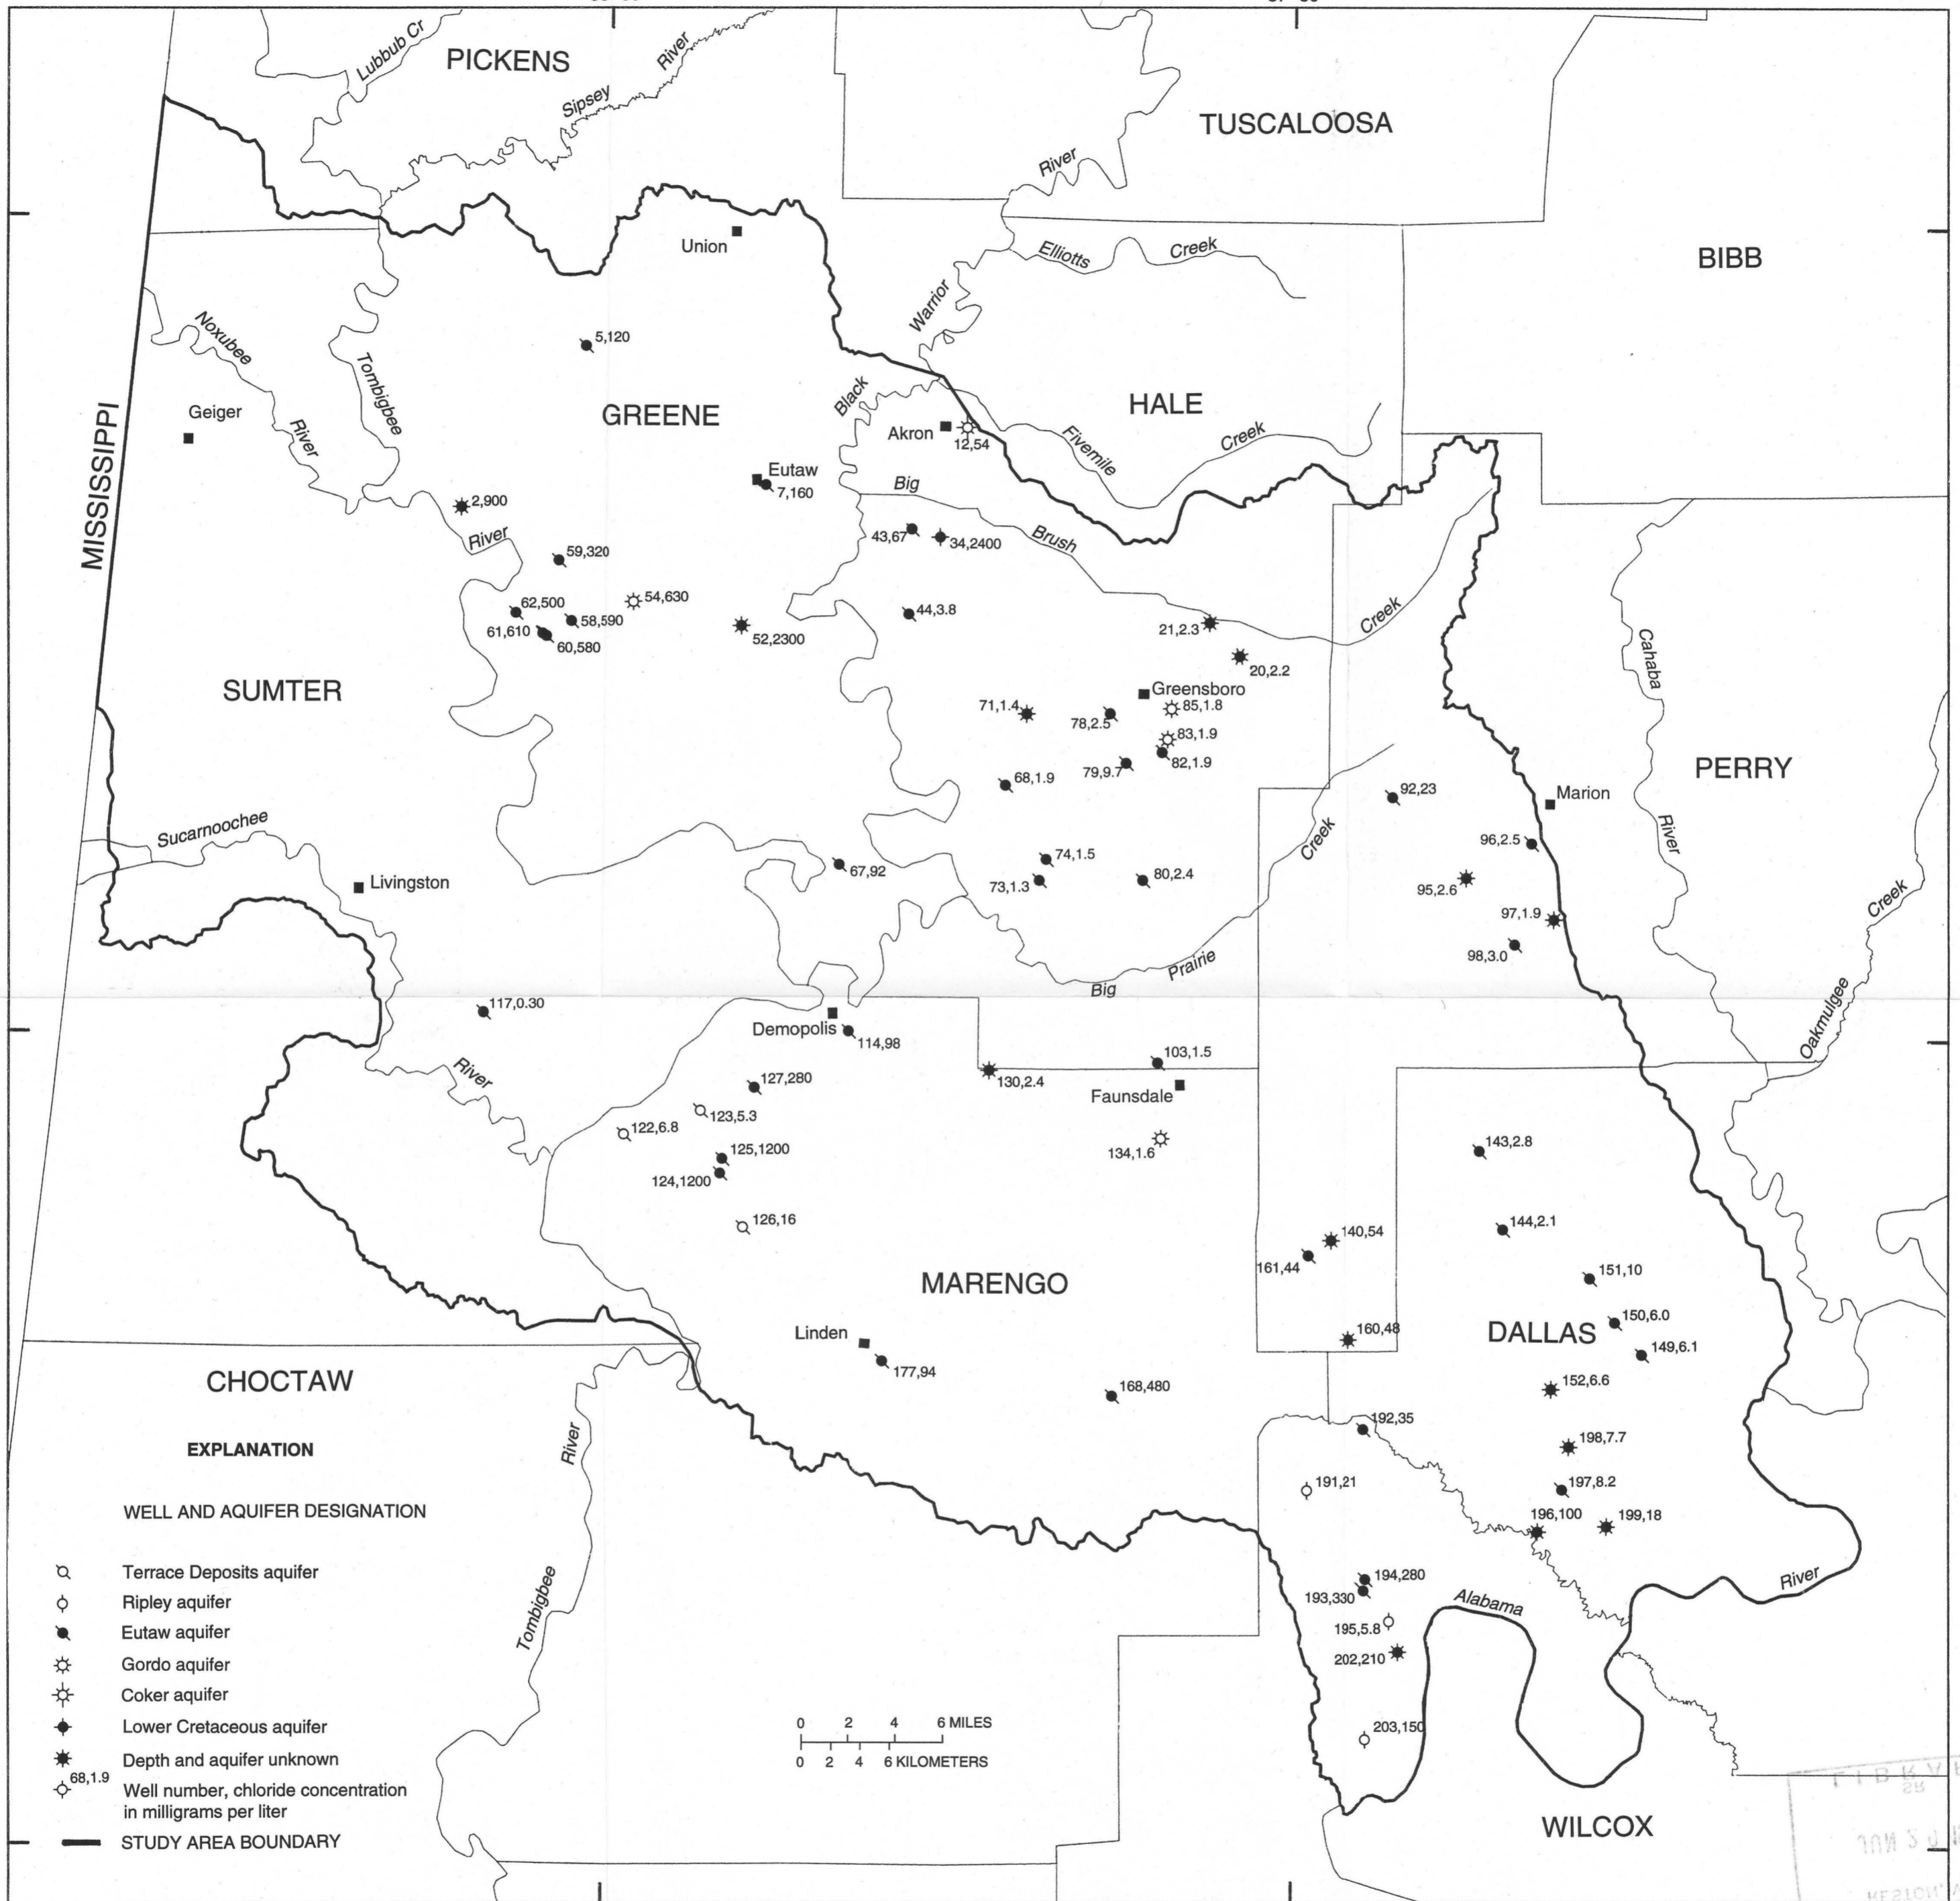 PICKENS
Lubbub Cr
Sipsey
River
TUSCALOOSA
River
BIBB
Union
Elliotts
Creek
Warrior
Noxubee
River
Tombigbee
5,120
GREENE
HALE
Black
Geiger
Akron
12,54
Fivemile
Creek
MISSISSIPPI
Eutaw
7,160
Big
Brush
Creek
2,900
River
43,67
34,2400
59,320
54,630
62,500
58,590
61,610
60,580
52,2300
44,3.8
21,2.3
20,2.2
Cahaba
River
SUMTER
Greensboro
85,1.8
71,1.4
78,2.5
83,1.9
82,1.9
79,9.7
68,1.9
PERRY
92,23
Marion
96,2.5
95,2.6
97,1.9
98,3.0
Sucarnoochee
Livingston
67,92
74,1.5
73,1.3
80,2.4
Creek
Prairie
Big
Oakmulgee
Creek
117,0.30
Demopolis
114,98
103,1.5
130,2.4
Faunsdale
River
127,280
123,5.3
122,6.8
125,1200
124,1200
134,1.6
126,16
143,2.8
144,2.1
140,54
161,44
151,10
MARENGO
150,6.0
DALLAS
149,6.1
160,48
Linden
177,94
168,480
152,6.6
CHOCTAW
192,35
198,7.7
191,21
197,8.2
196,100
199,18
River
Tombigbee
194,280
193,330
Alabama
River
195,5.8
202,210
203,150
WILCOX
EXPLANATION
WELL AND AQUIFER DESIGNATION
Terrace Deposits aquifer
Ripley aquifer
Eutaw aquifer
Gordo aquifer
Coker aquifer
Lower Cretaceous aquifer
Depth and aquifer unknown
68,1.9
Well number, chloride concentration
in milligrams per liter
STUDY AREA BOUNDARY
0 2 4 6 MILES
0 2 4 6 KILOMETERS